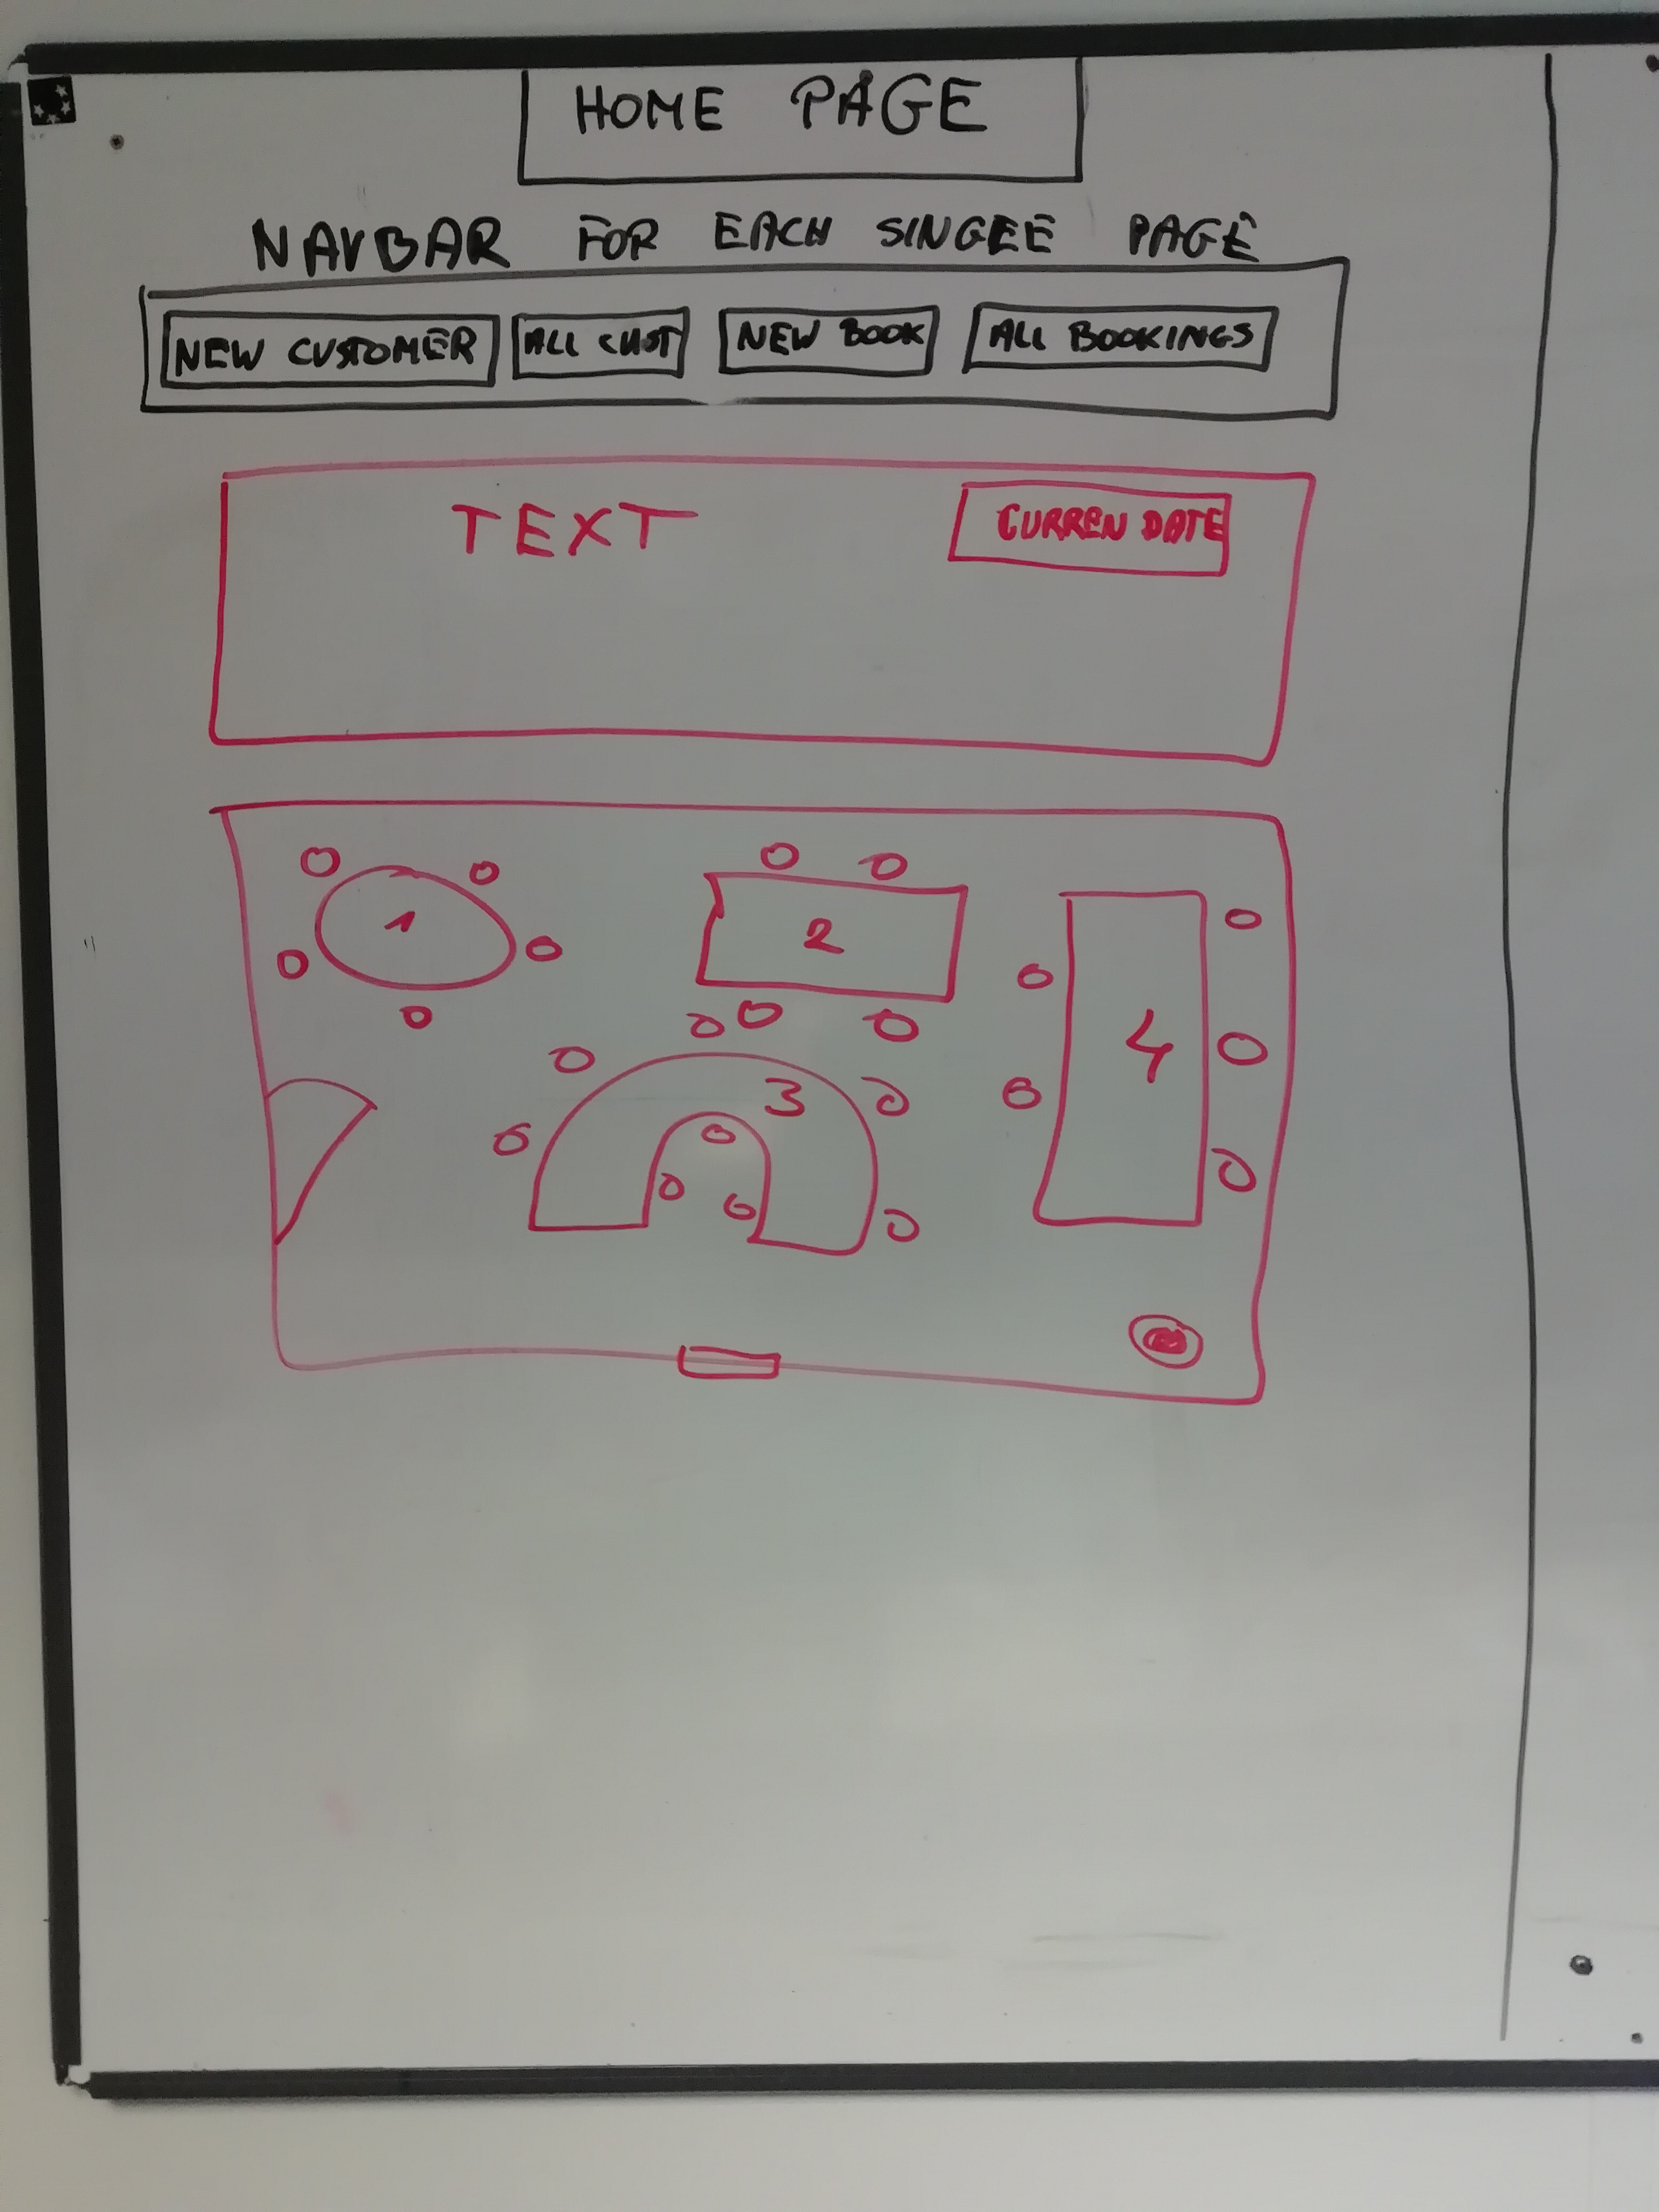 HOME PAGE
NAVBAR FOR EACH SINGEE PAGE
NEW CUSTOMER ALL CUST NEW BOOK ALL BOOKINGS
TEXT CURREN DATE
1
2
3
4